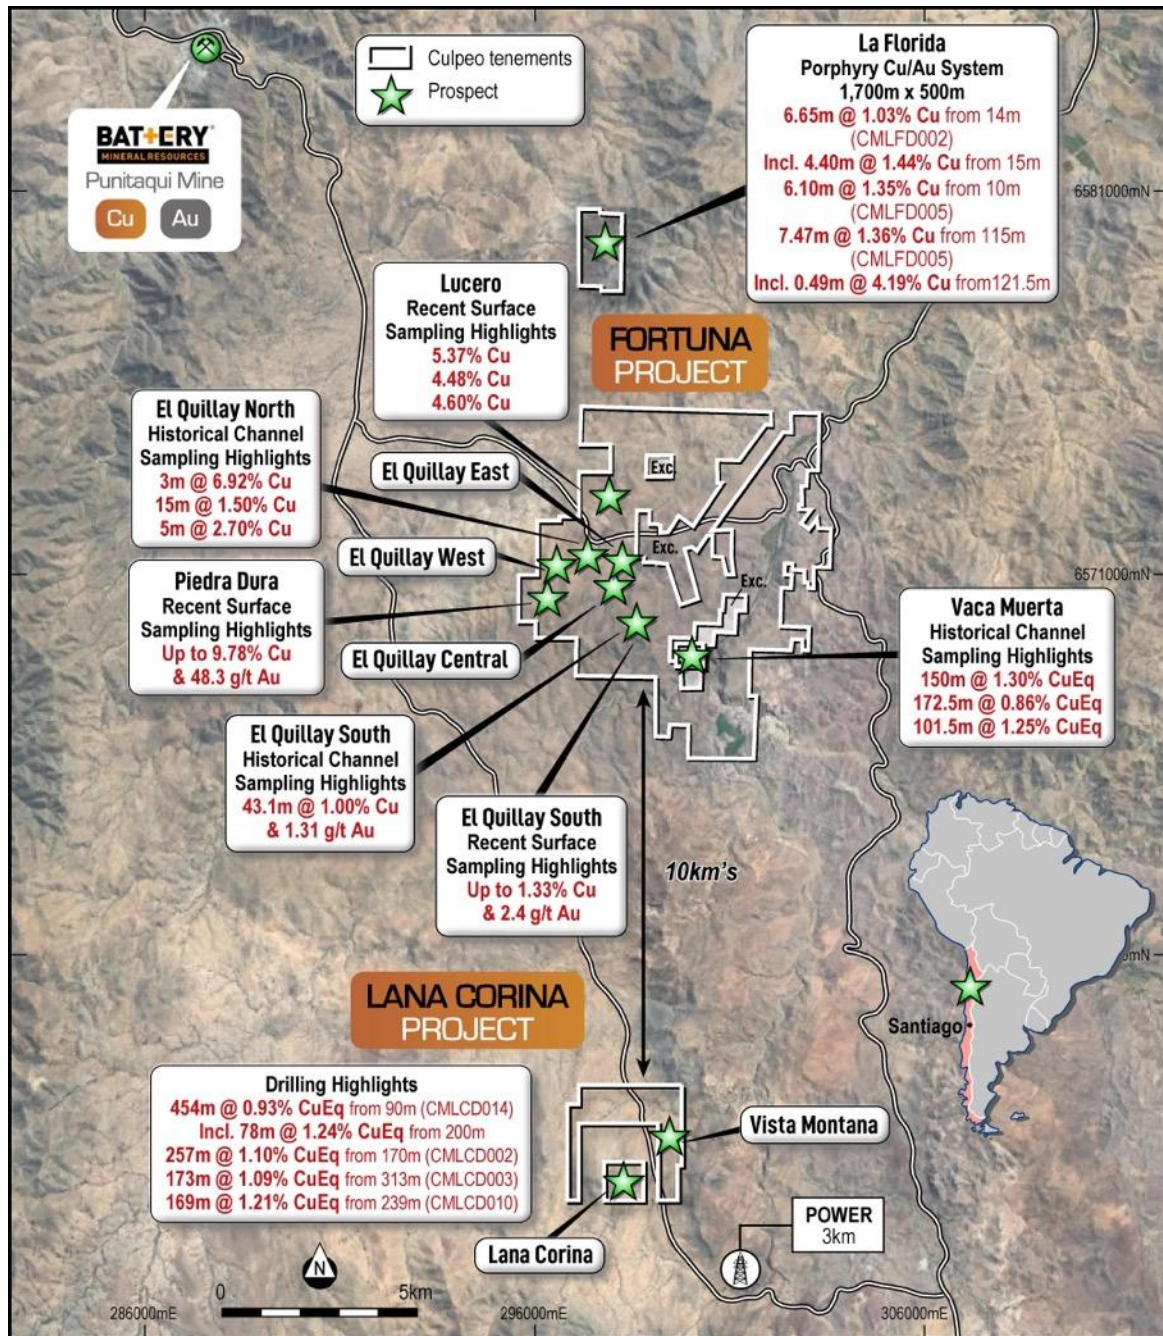 Culpeo tenements
Prospect
BATTERY
MINERAL RESOURCES
Punitaqui Mine
Cu
Au
La Florida
Porphyry Cu/Au System
1,700m x 500m
6.65m @ 1.03% Cu from 14m
(CMLFD002)
Incl. 4.40m @ 1.44% Cu from 15m
6.10m @ 1.35% Cu from 10m
(CMLFD005)
7.47m @ 1.36% Cu from 115m
(CMLFD005)
Incl. 0.49m @ 4.19% Cu from121.5m
6581000mN
Lucero
Recent Surface
Sampling Highlights
5.37% Cu
4.48% Cu
4.60% Cu
FORTUNA
PROJECT
El Quillay North
Historical Channel
Sampling Highlights
3m @ 6.92% Cu
15m @ 1.50% Cu
5m @ 2.70% Cu
El Quillay East
Exc.
Exc.
Exc.
El Quillay West
6571000mN
Piedra Dura
Recent Surface
Sampling Highlights
Up to 9.78% Cu
& 48.3 g/t Au
El Quillay Central
Vaca Muerta
Historical Channel
Sampling Highlights
150m @ 1.30% CuEq
172.5m @ 0.86% CuEq
101.5m @ 1.25% CuEq
El Quillay South
Historical Channel
Sampling Highlights
43.1m @ 1.00% Cu
& 1.31 g/t Au
El Quillay South
Recent Surface
Sampling Highlights
Up to 1.33% Cu
& 2.4 g/t Au
10km's
mN
Santiago
LANA CORINA
PROJECT
Drilling Highlights
454m @ 0.93% CuEq from 90m (CMLCD014)
Incl. 78m @ 1.24% CuEq from 200m
257m @ 1.10% CuEq from 170m (CMLCD002)
173m @ 1.09% CuEq from 313m (CMLCD003)
169m @ 1.21% CuEq from 239m (CMLCD010)
Vista Montana
Lana Corina
POWER
3km
N
0
5km
286000mE
296000mE
306000mE